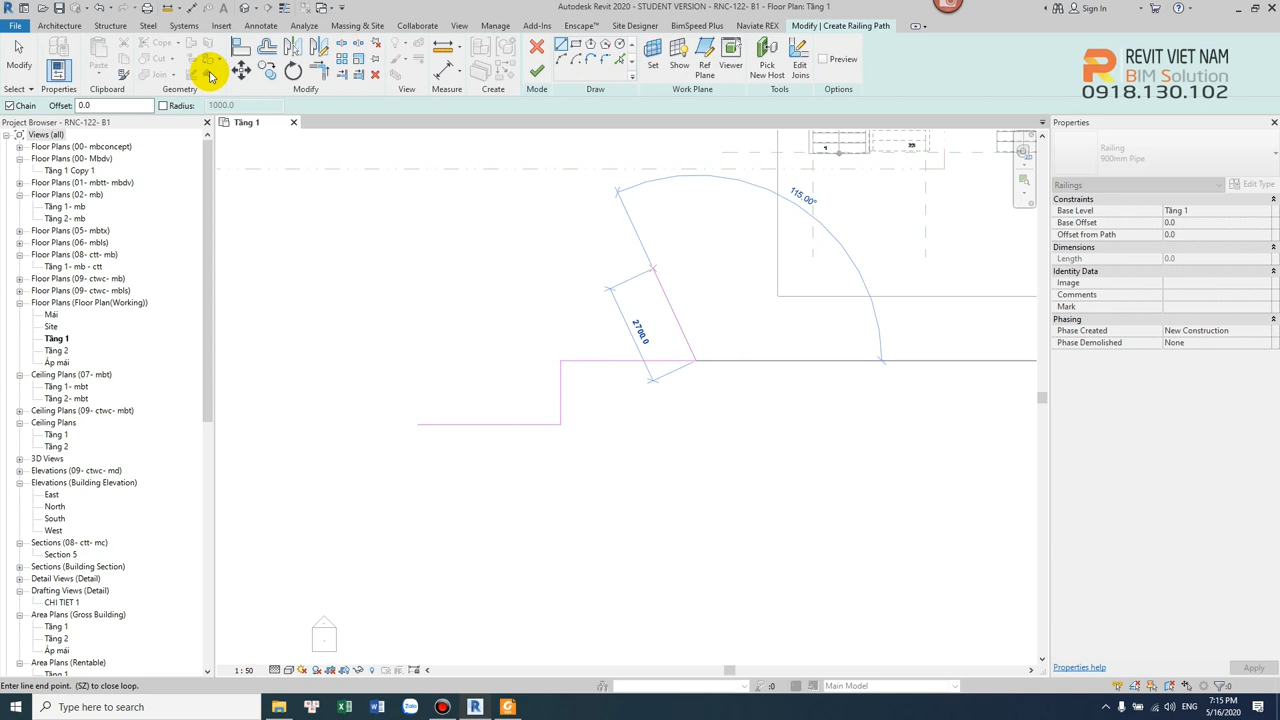 Autodesk Revit 2020 - STUDENT VERSION - RNC-122- B1 - Floor Plan: Tầng 1
Sign In
File Architecture Structure Steel Systems Insert Annotate Analyze Massing & Site Collaborate View Manage Add-Ins Enscape™ Site Designer BimSpeed Plus Naviate REX Modify | Create Railing Path
REVIT VIET NAM
BIM Solution
0918.130.102
Modify Paste Cope Cut Join Set Show Ref Plane Viewer Pick New Host Edit Joins Preview
Select Properties Clipboard Geometry Modify View Measure Create Mode Draw Work Plane Tools Options
Chain Offset: 0.0 Radius: 1000.0
Project Browser - RNC-122- B1
Tầng 1
Properties
Views (all)
Floor Plans (00- mbconcept)
Floor Plans (00- Mbdv)
Tầng 1 Copy 1
Floor Plans (01- mbtt- mbdv)
Floor Plans (02- mb)
Tầng 1- mb
Tầng 2- mb
Floor Plans (05- mbtx)
Floor Plans (06- mbls)
Floor Plans (08- ctt- mb)
Tầng 1- mb - ctt
Floor Plans (09- ctwc- mb)
Floor Plans (09- ctwc- mbls)
Floor Plans (Floor Plan(Working))
Mái
Site
Tầng 1
Tầng 2
Áp mái
Ceiling Plans (07- mbt)
Tầng 1- mbt
Tầng 2- mbt
Ceiling Plans (09- ctwc- mbt)
Ceiling Plans
Tầng 1
Tầng 2
3D Views
Elevations (09- ctwc- md)
Elevations (Building Elevation)
East
North
South
West
Sections (08- ctt- mc)
Section 5
Sections (Building Section)
Detail Views (Detail)
Drafting Views (Detail)
CHI TIET 1
Area Plans (Gross Building)
Tầng 1
Tầng 2
Áp mái
Area Plans (Rentable)
Tầng 1
115.00°
2700.0
1
Railing
900mm Pipe
Railings
Edit Type
Constraints
Base Level Tầng 1
Base Offset 0.0
Offset from Path 0.0
Dimensions
Length 0.0
Identity Data
Image
Comments
Mark
Phasing
Phase Created New Construction
Phase Demolished None
1 : 50
Properties help
Apply
Enter line end point. (SZ) to close loop.
:0
Main Model
:0
Type here to search
ENG
7:15 PM
5/16/2020